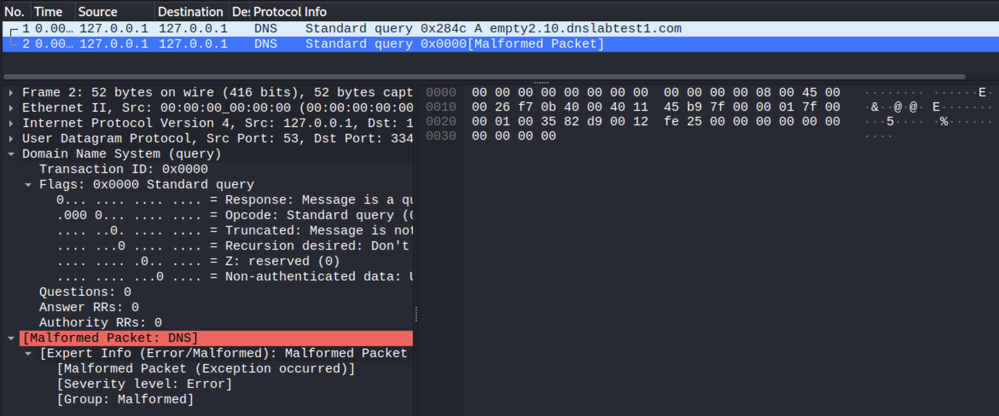 No. Time Source Destination Des Protocol Info
1 0.00… 127.0.0.1 127.0.0.1 DNS Standard query 0x284c A empty2.10.dnslabtest1.com
2 0.00… 127.0.0.1 127.0.0.1 DNS Standard query 0x0000[Malformed Packet]
Frame 2: 52 bytes on wire (416 bits), 52 bytes capt
Ethernet II, Src: 00:00:00_00:00:00 (00:00:00:00:00
Internet Protocol Version 4, Src: 127.0.0.1, Dst: 1
User Datagram Protocol, Src Port: 53, Dst Port: 334
Domain Name System (query)
Transaction ID: 0x0000
Flags: 0x0000 Standard query
0... .... .... .... = Response: Message is a qu
.000 0... .... .... = Opcode: Standard query (0
.... ..0. .... .... = Truncated: Message is not
.... ...0 .... .... = Recursion desired: Don't
.... .... .0.. .... = Z: reserved (0)
.... .... ...0 .... = Non-authenticated data: U
Questions: 0
Answer RRs: 0
Authority RRs: 0
[Malformed Packet: DNS]
[Expert Info (Error/Malformed): Malformed Packet
[Malformed Packet (Exception occurred)]
[Severity level: Error]
[Group: Malformed]
0000 00 00 00 00 00 00 00 00 00 00 00 00 08 00 45 00 ········ ······E·
0010 00 26 f7 0b 40 00 40 11 45 b9 7f 00 00 01 7f 00 ·&··@·@· E·······
0020 00 01 00 35 82 d9 00 12 fe 25 00 00 00 00 00 00 ···5···· ·%······
0030 00 00 00 00 ····